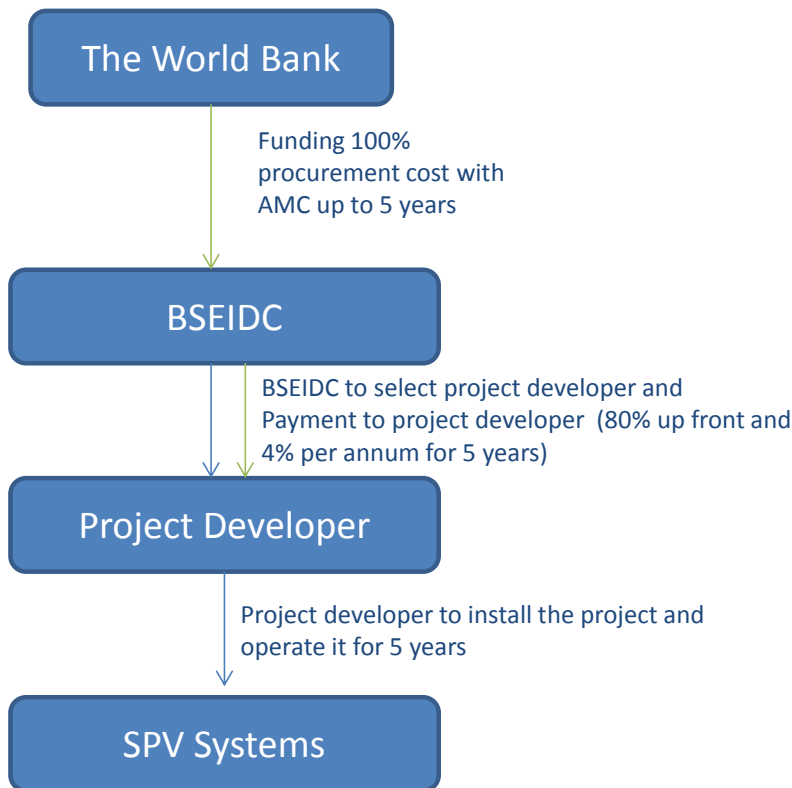 The World Bank
Funding 100%
procurement cost with
AMC up to 5 years
BSEIDC
BSEIDC to select project developer and
Payment to project developer (80% up front and
4% per annum for 5 years)
Project Developer
Project developer to install the project and
operate it for 5 years
SPV Systems